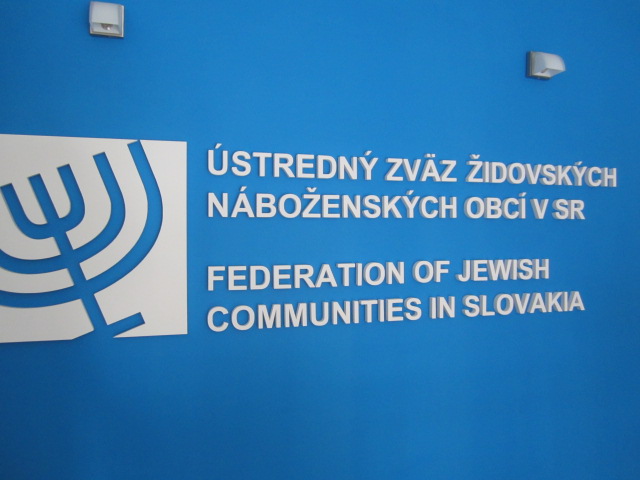 ÚSTREDNÝ ZVÄZ ŽIDOVSKÝCH
NÁBOŽENSKÝCH OBCÍ V SR
FEDERATION OF JEWISH
COMMUNITIES IN SLOVAKIA